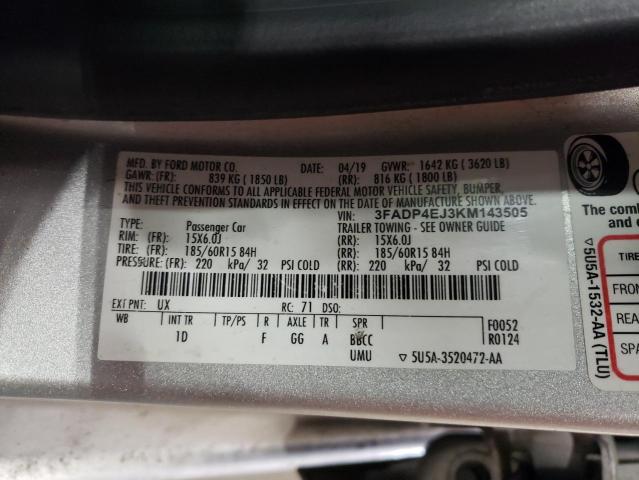 MFD. BY FORD MOTOR CO. DATE: 04/19 GVWR: 1642 KG ( 3620 LB)
GAWR: (FR): 839 KG ( 1850 LB) (RR): 816 KG ( 1800 LB)
THIS VEHICLE CONFORMS TO ALL APPLICABLE FEDERAL MOTOR VEHICLE SAFETY, BUMPER,
AND THEFT PREVENTION STANDARDS IN EFFECT ON THE DATE OF MANUFACTURE SHOWN ABOVE.
VIN: 3FADP4EJ3KM143505
TYPE: Passenger Car TRAILER TOWING - SEE OWNER GUIDE
RIM: (FR): 15X6.0J (RR): 15X6.0J
TIRE: (FR): 185/60R15 84H (RR): 185/60R15 84H
PRESSURE: (FR): 220 kPa/ 32 PSI COLD (RR): 220 kPa/ 32 PSI COLD
EXT PNT: UX RC: 71 DSO:
WB INT TR TP/PS R AXLE TR SPR F0052
1D F GG A BBCC R0124
UMU ▽ 5U5A-3520472-AA
The comb
and
▽ 5U5A-1532-AA (TLU)
TIRE
FRON
REA
SPA